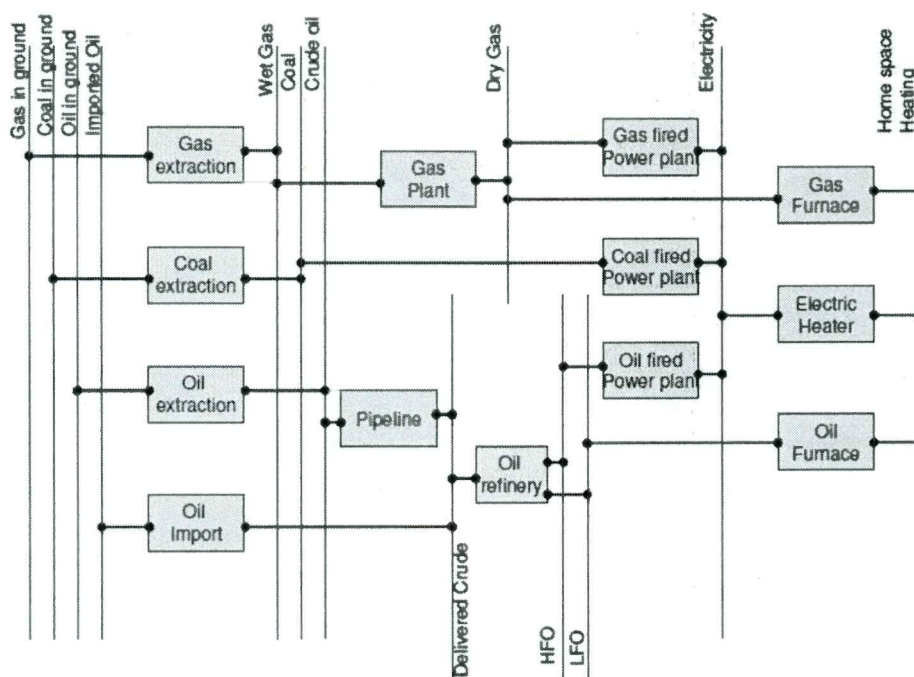 Gas in ground
Coal in ground
Oil in ground
Imported Oil
Wet Gas
Coal
Crude oil
Dry Gas
Electricity
Home space
Heating
Gas
extraction
Gas
Plant
Gas fired
Power plant
Gas
Furnace
Coal
extraction
Coal fired
Power plant
Electric
Heater
Oil
extraction
Pipeline
Oil fired
Power plant
Oil
refinery
Oil
Furnace
Oil
Import
Delivered Crude
HFO
LFO